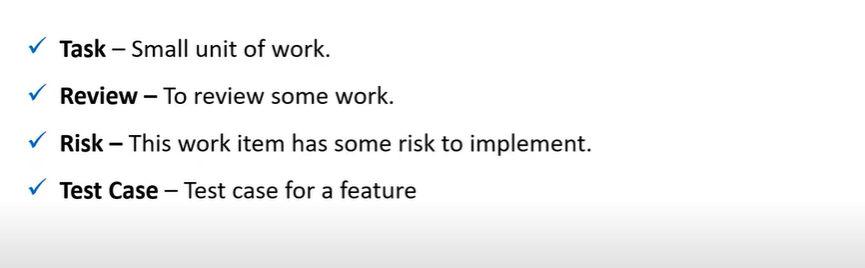 ✓ Task – Small unit of work.
✓ Review – To review some work.
✓ Risk – This work item has some risk to implement.
✓ Test Case – Test case for a feature